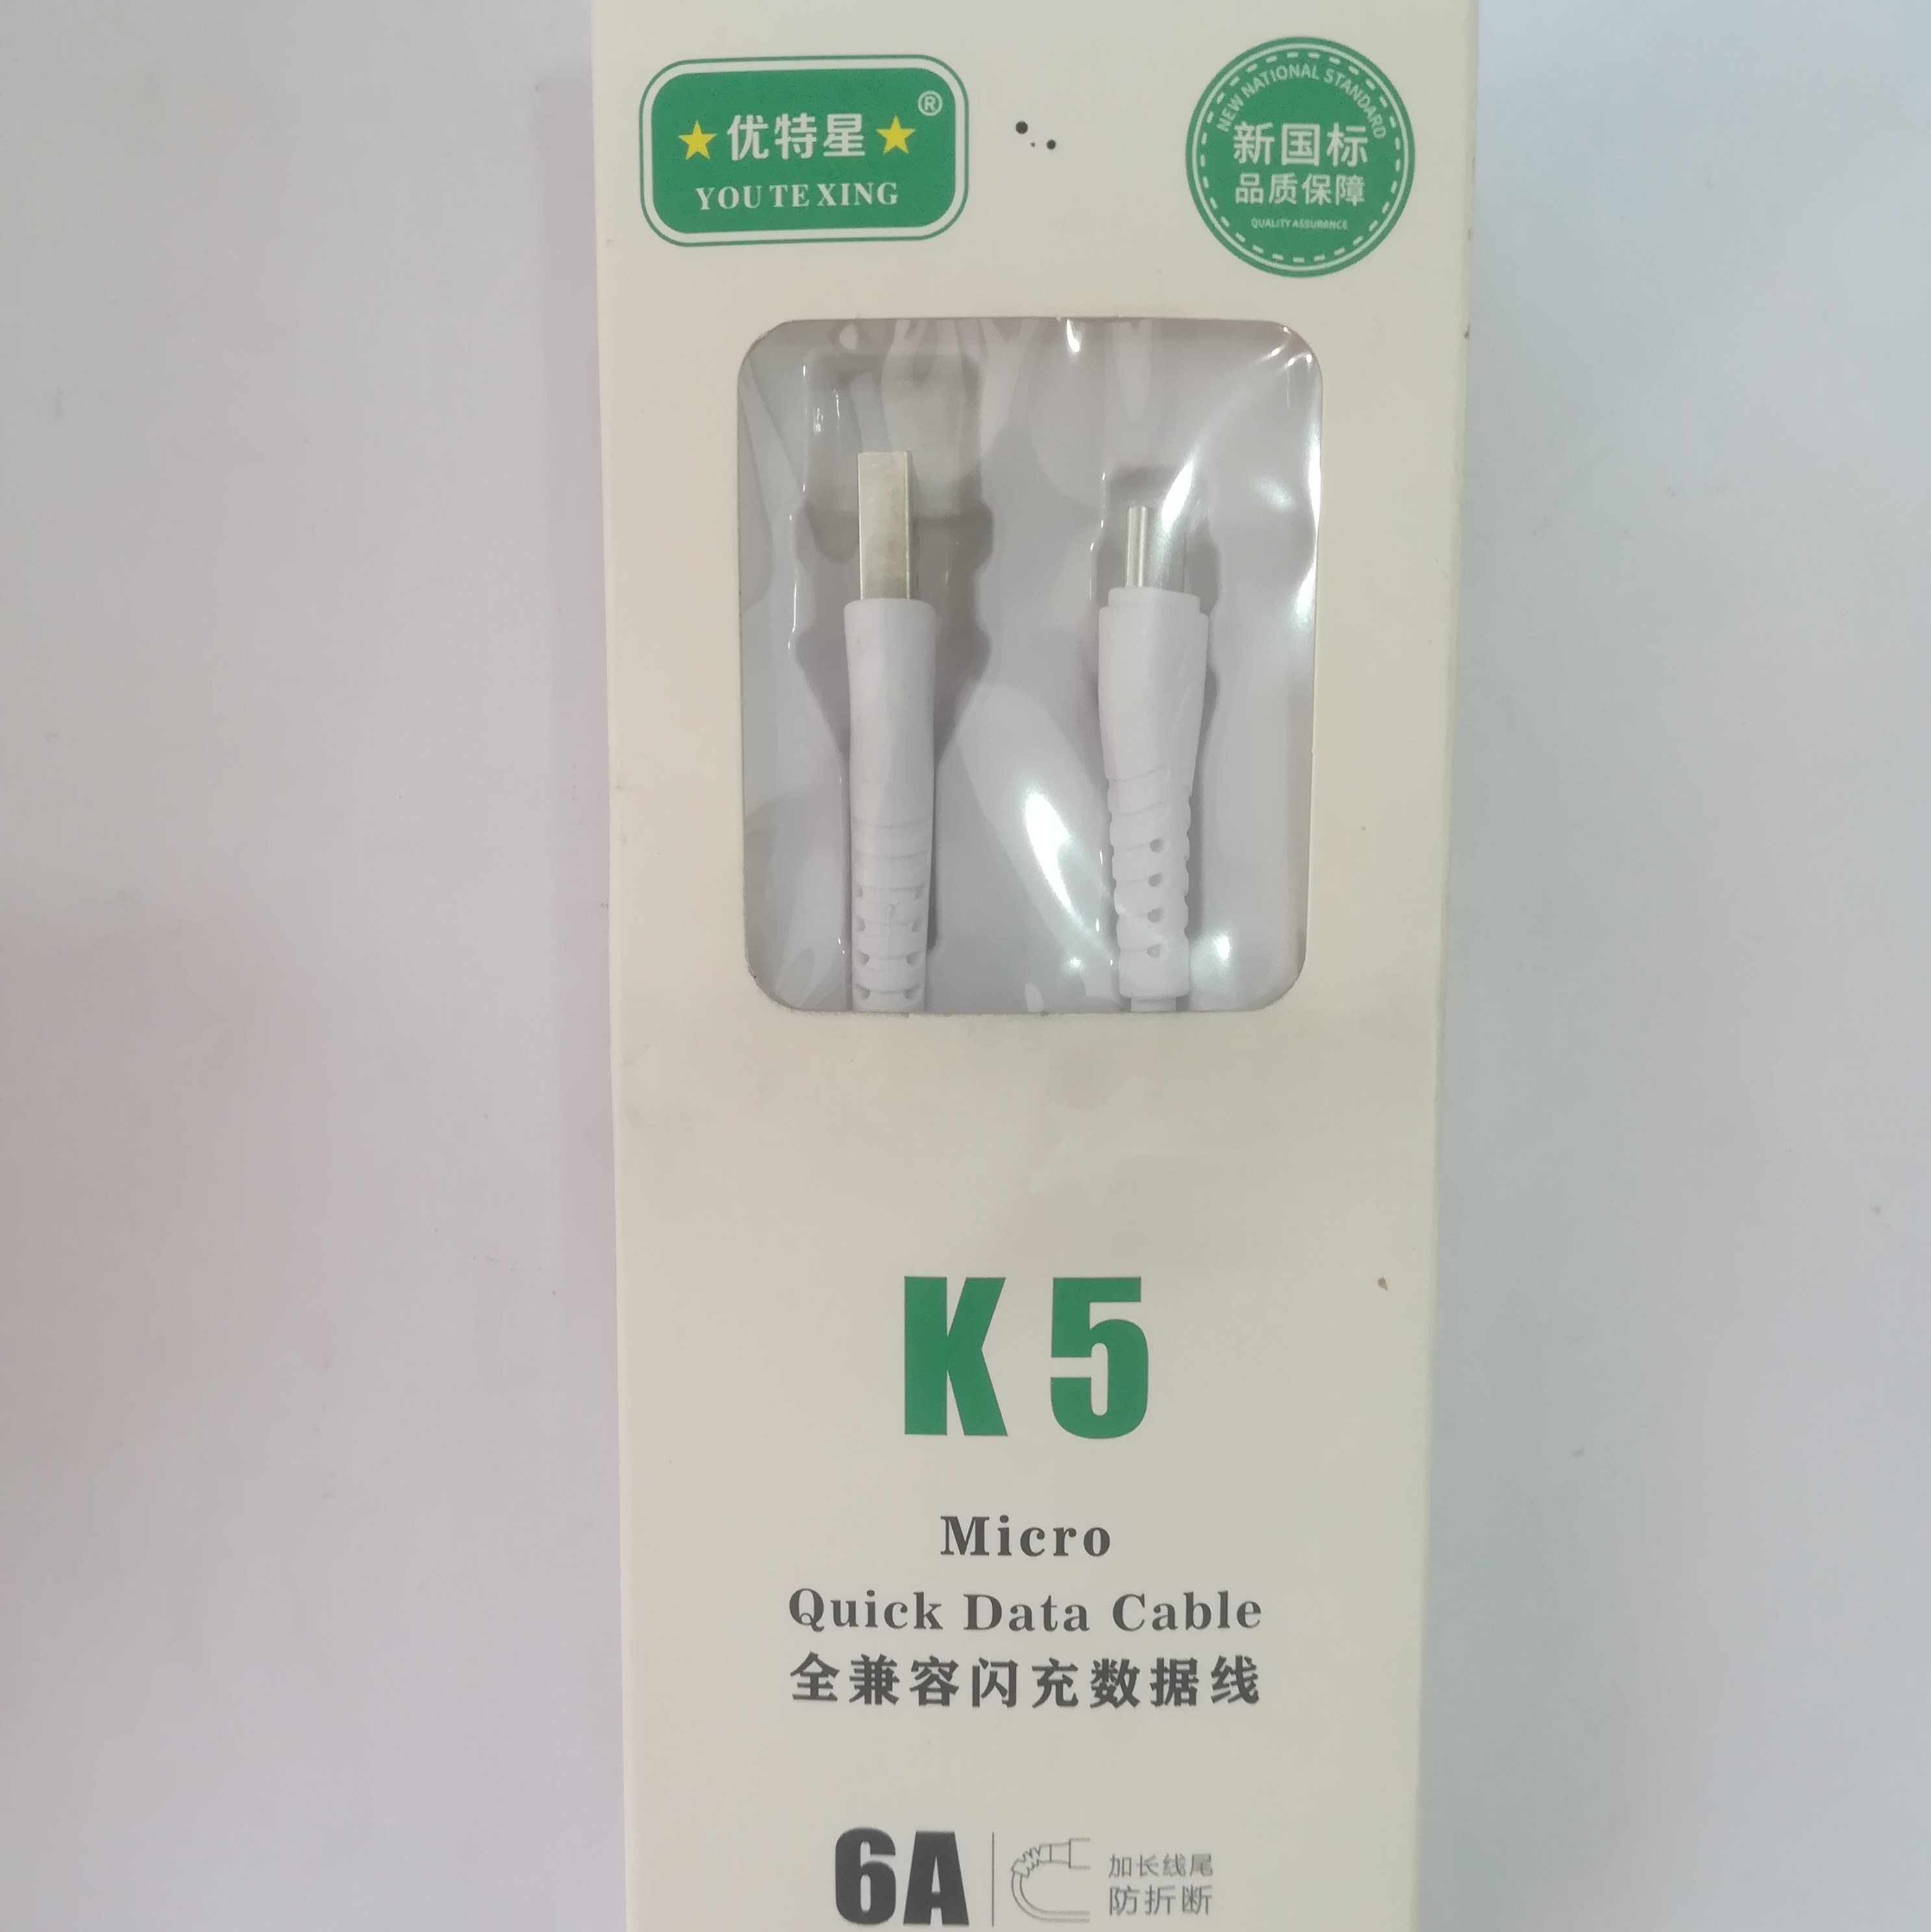 优特星®
YOU TE XING
NEW NATIONAL STANDARD
新国标
品质保障
QUALITY ASSURANCE
K5
Micro
Quick Data Cable
全兼容闪充数据线
6A
加长线尾
防折断